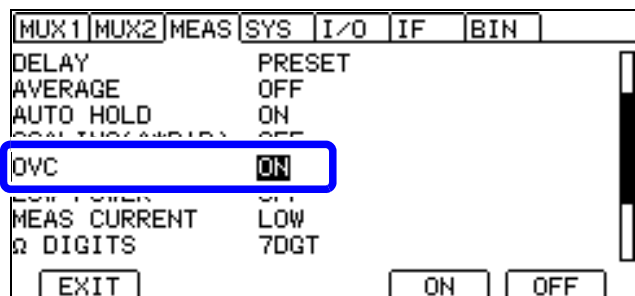 MUX1 MUX2 MEAS SYS I/O IF BIN
DELAY PRESET
AVERAGE OFF
AUTO HOLD ON
OVC ON
MEAS CURRENT LOW
Ω DIGITS 7DGT
EXIT ON OFF